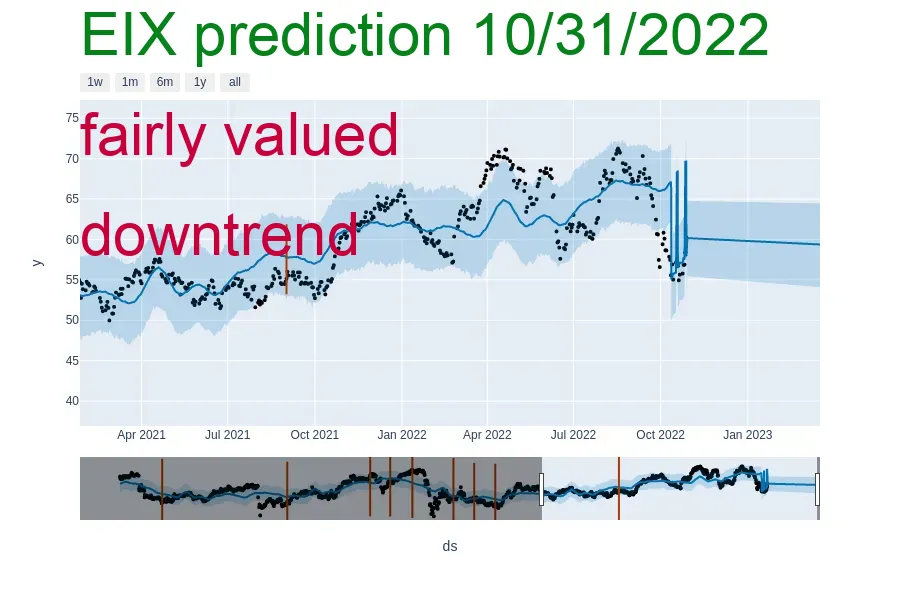 EIX prediction 10/31/2022
1w 1m 6m 1y all
fairly valued
downtrend
75
70
65
60
55
50
45
40
y
Apr 2021 Jul 2021 Oct 2021 Jan 2022 Apr 2022 Jul 2022 Oct 2022 Jan 2023
ds